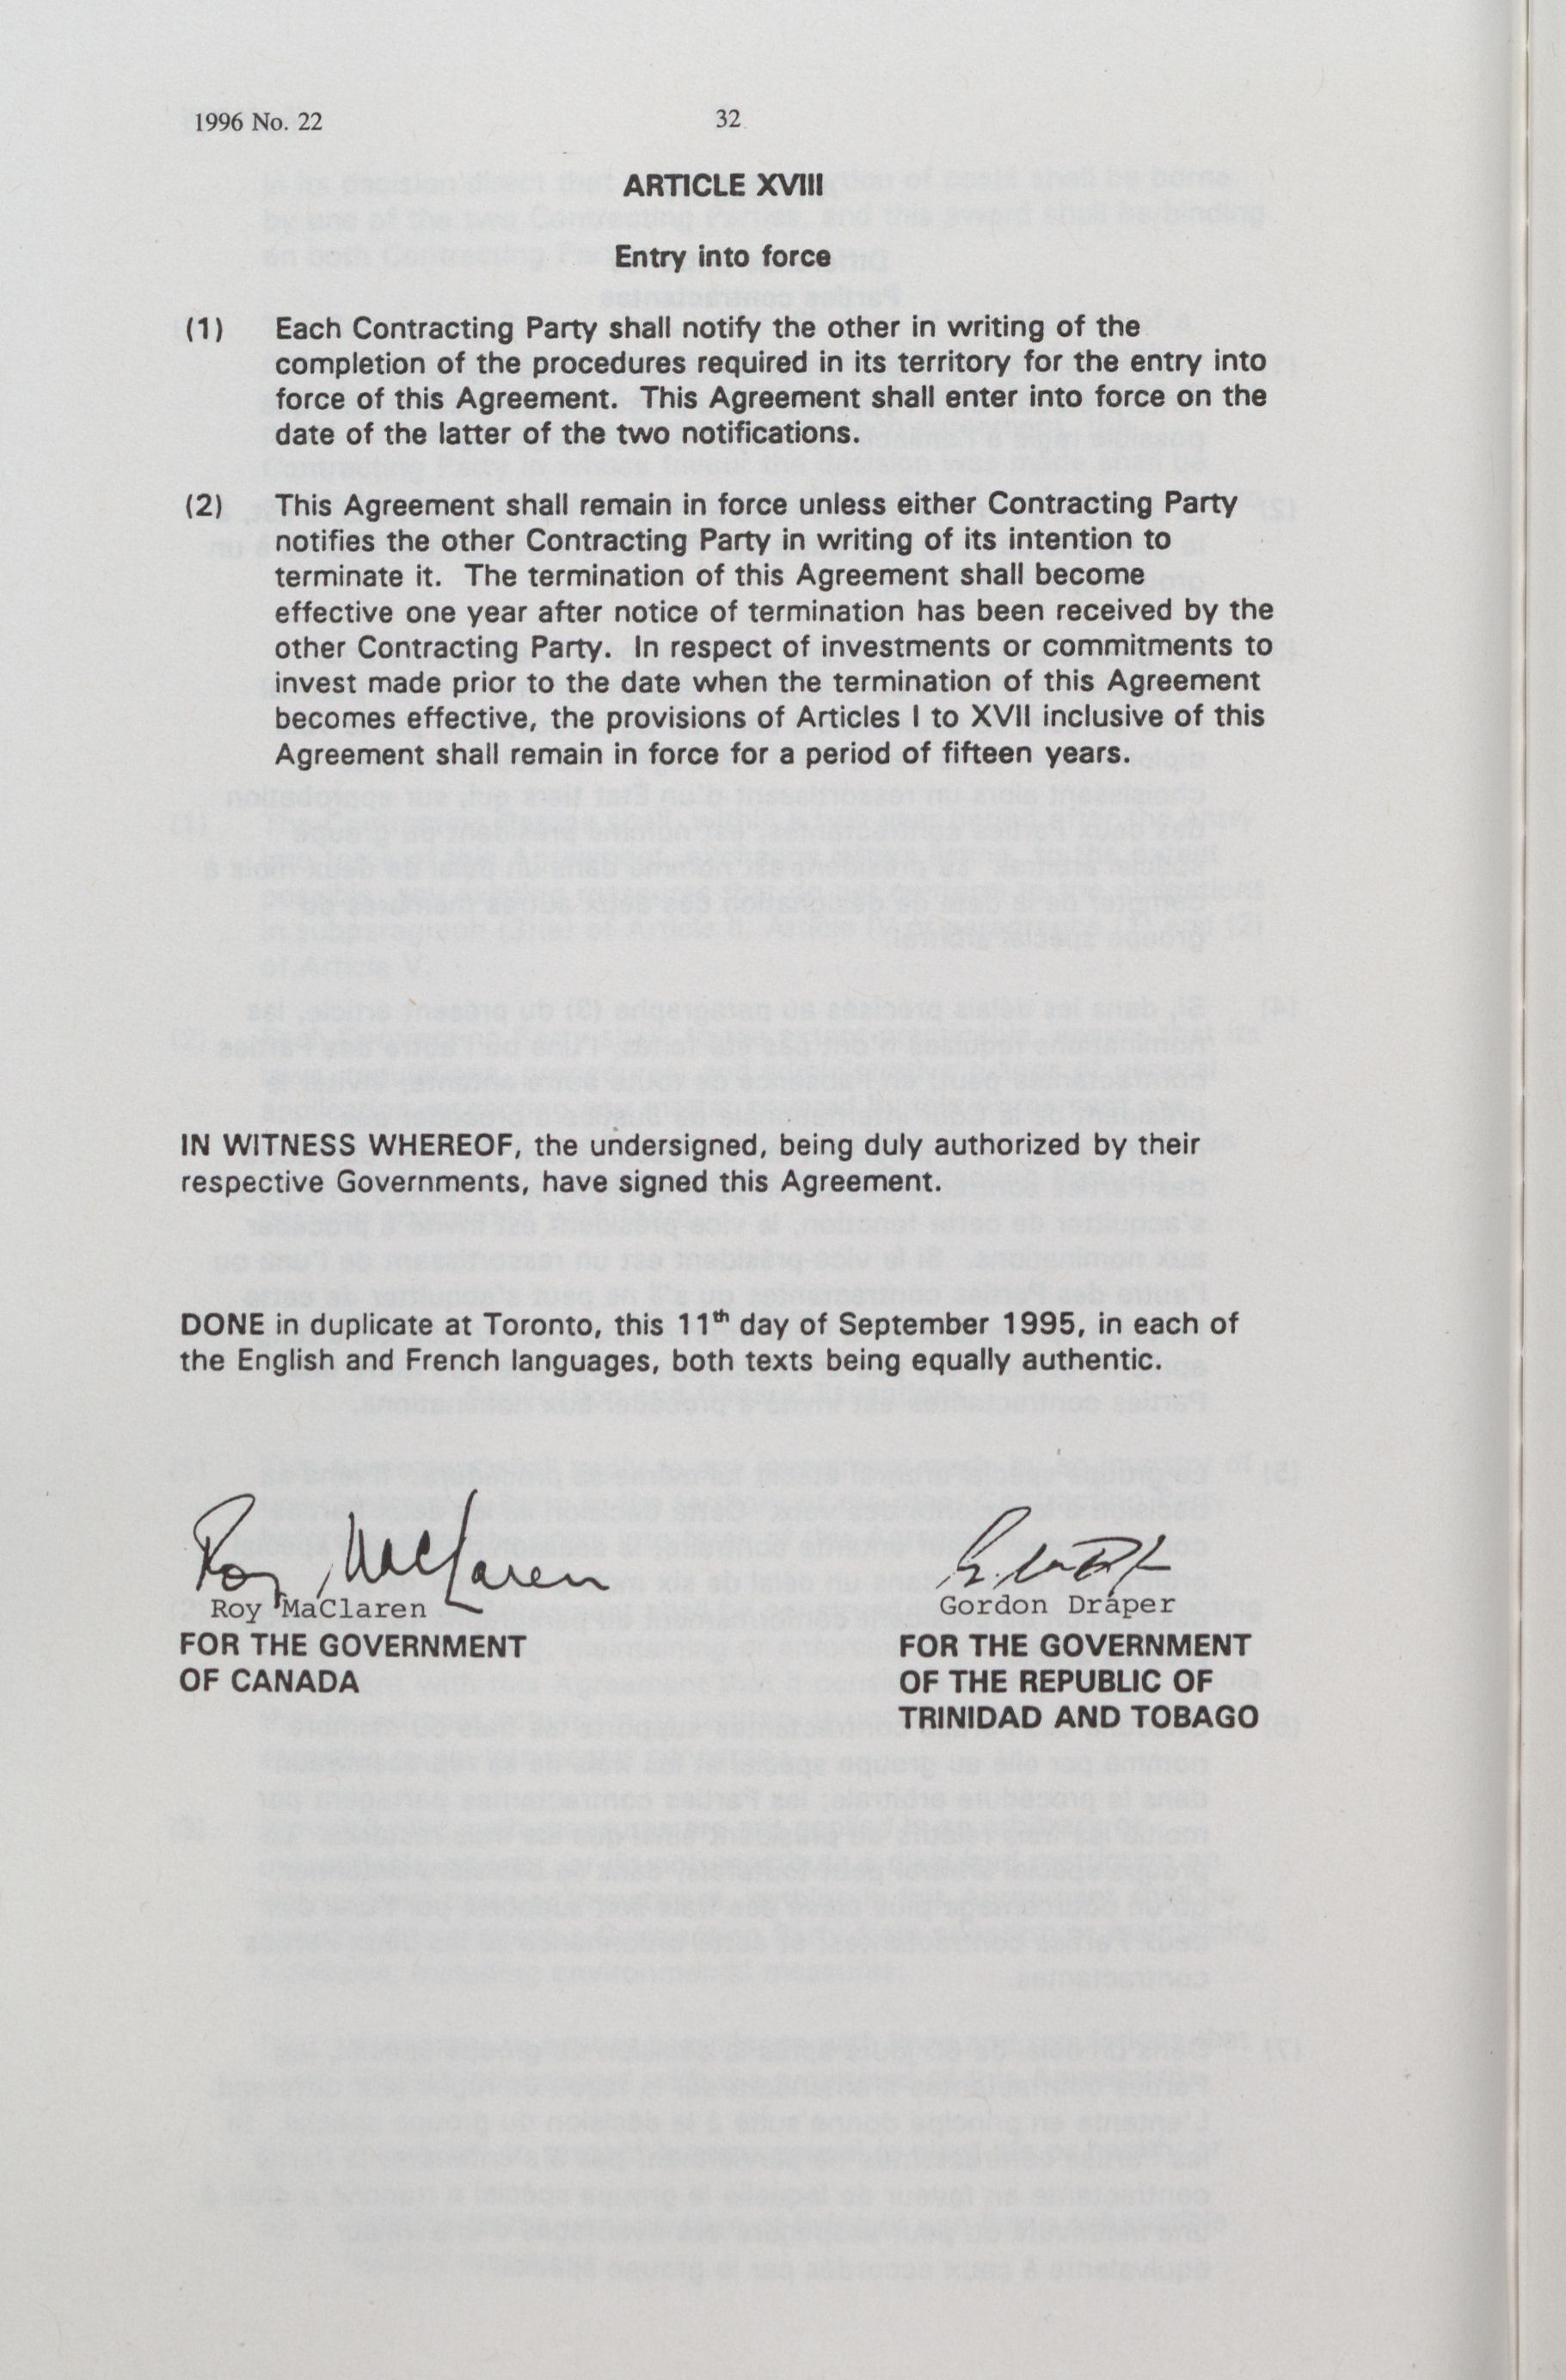 1996 No. 22
32
ARTICLE XVIII
Entry into force
(1) Each Contracting Party shall notify the other in writing of the
completion of the procedures required in its territory for the entry into
force of this Agreement. This Agreement shall enter into force on the
date of the latter of the two notifications.
(2) This Agreement shall remain in force unless either Contracting Party
notifies the other Contracting Party in writing of its intention to
terminate it. The termination of this Agreement shall become
effective one year after notice of termination has been received by the
other Contracting Party. In respect of investments or commitments to
invest made prior to the date when the termination of this Agreement
becomes effective, the provisions of Articles I to XVII inclusive of this
Agreement shall remain in force for a period of fifteen years.
IN WITNESS WHEREOF, the undersigned, being duly authorized by their
respective Governments, have signed this Agreement.
DONE in duplicate at Toronto, this 11th day of September 1995, in each of
the English and French languages, both texts being equally authentic.
Roy MacLaren
Roy MaClaren
FOR THE GOVERNMENT
OF CANADA
Gordon Draper
FOR THE GOVERNMENT
OF THE REPUBLIC OF
TRINIDAD AND TOBAGO